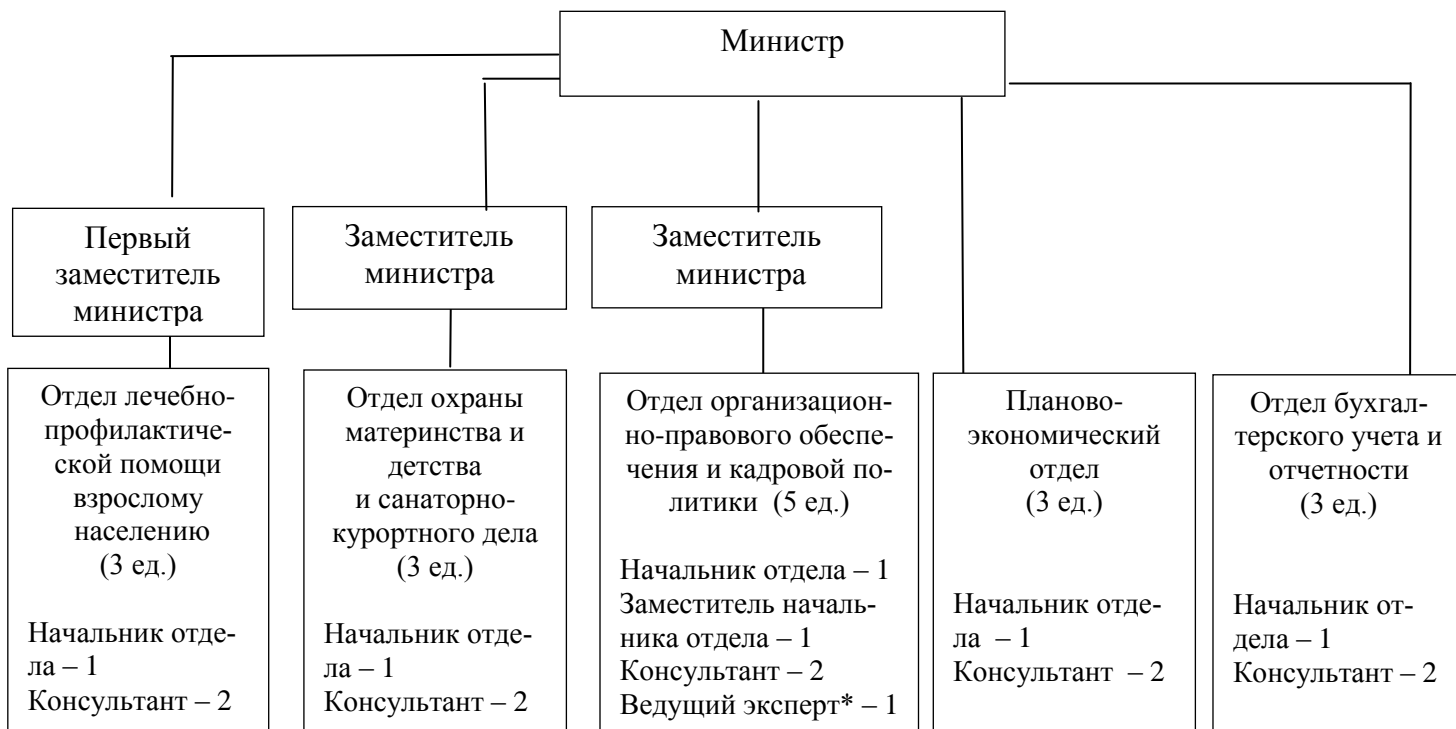 Министр
Первый
заместитель
министра
Заместитель
министра
Заместитель
министра
Отдел лечебно-
профилактиче-
ской помощи
взрослому
населению
(3 ед.)
Начальник отде-
ла – 1
Консультант – 2
Отдел охраны
материнства и
детства
и санаторно-
курортного дела
(3 ед.)
Начальник отде-
ла – 1
Консультант – 2
Отдел организацион-
но-правового обеспе-
чения и кадровой по-
литики (5 ед.)
Начальник отдела – 1
Заместитель началь-
ника отдела – 1
Консультант – 2
Ведущий эксперт* – 1
Планово-
экономический
отдел
(3 ед.)
Начальник отде-
ла – 1
Консультант – 2
Отдел бухгал-
терского учета и
отчетности
(3 ед.)
Начальник от-
дела – 1
Консультант – 2